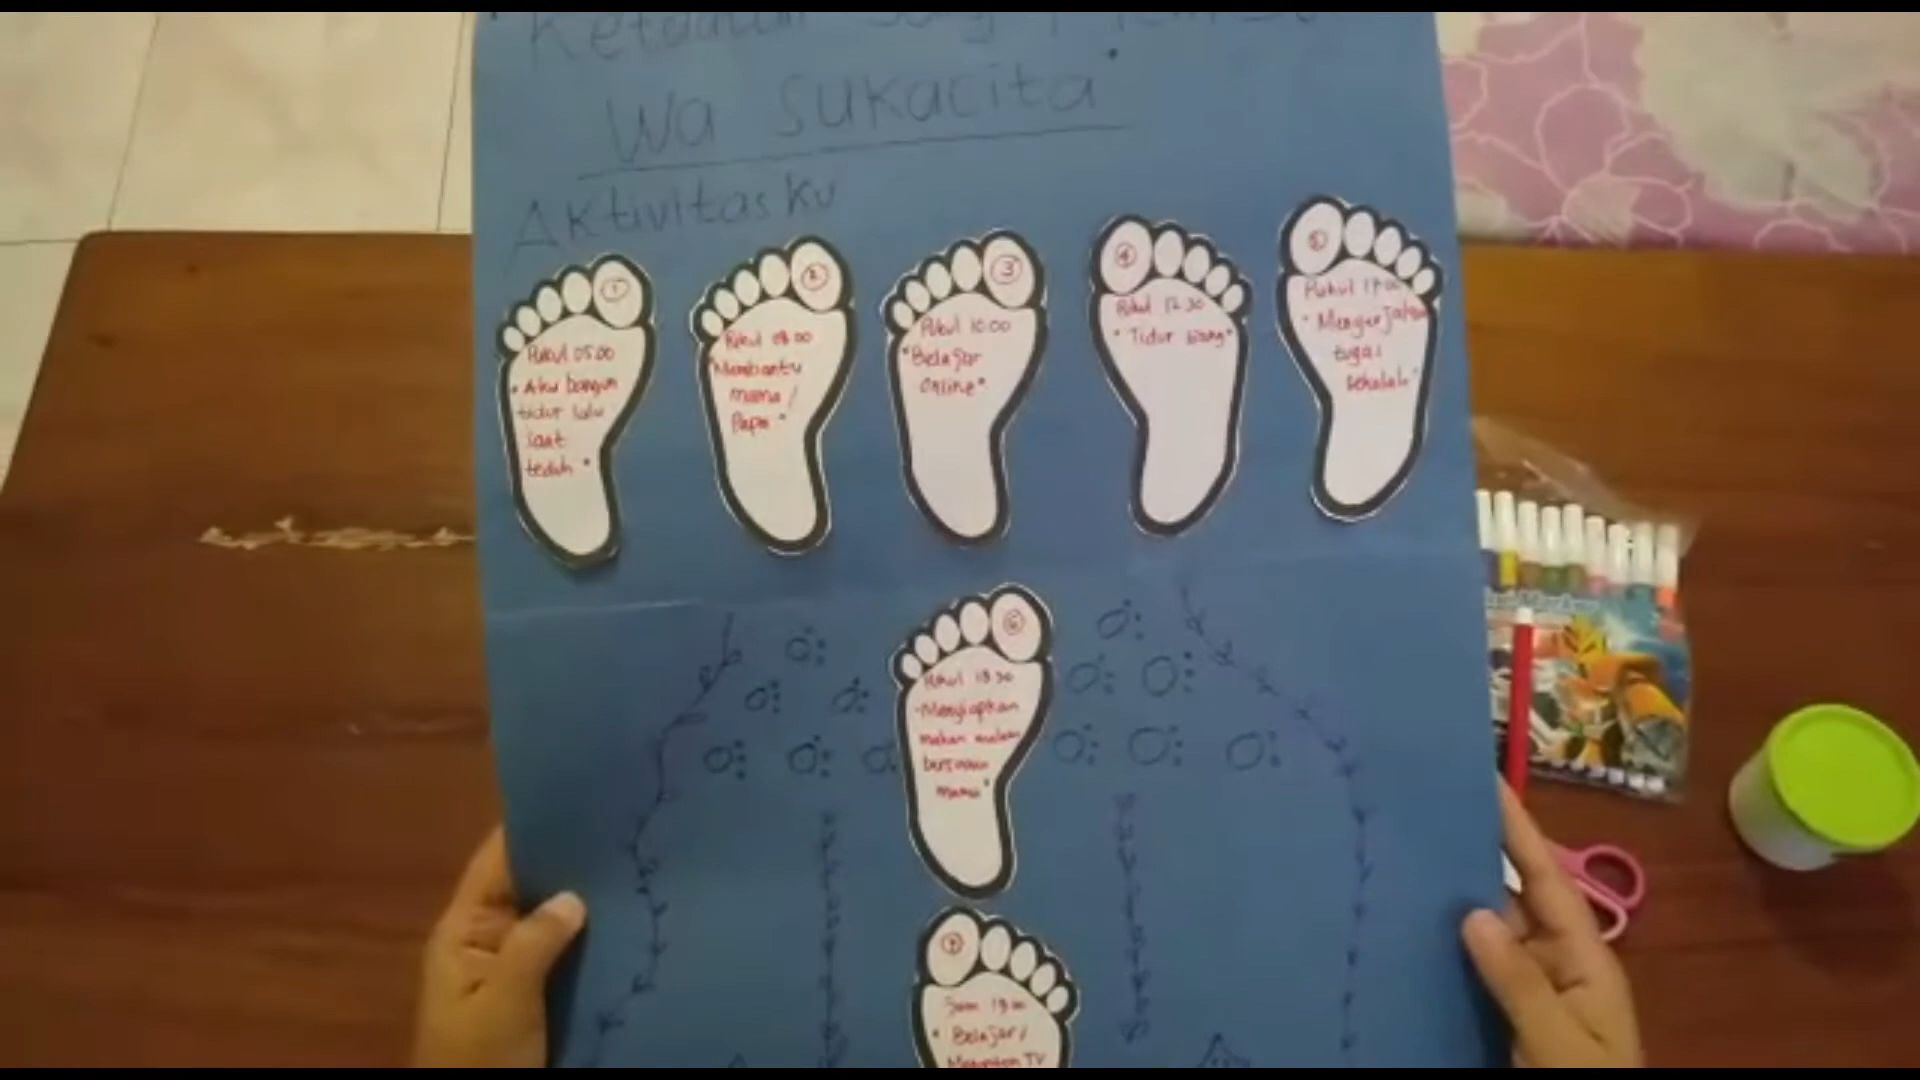 Wa sukacita"
Aktivitasku
①
Pukul 05.00
"Aku bangun
tidur lalu
saat
teduh"
②
Pukul 08.00
"Membantu
mama /
Papa"
③
Pukul 10.00
"Belajar
online"
④
Pukul 12.30
"Tidur siang"
⑤
Pukul 17.00
"Mengerjakan
tugas
sekolah"
⑥
Pukul 18.30
"Menyiapkan
makan malam
bersama
mama"
⑦
Jam 19.00
"Belajar /
Menonton TV